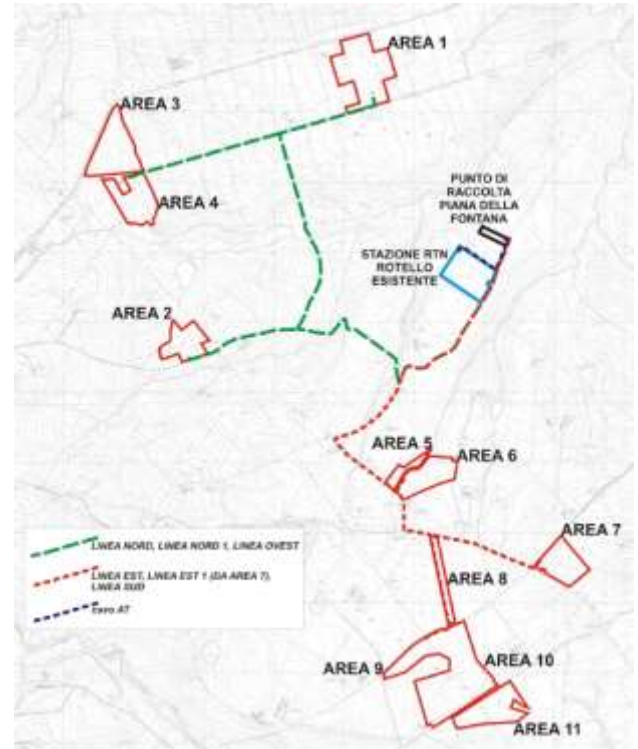 AREA 1
AREA 3
PUNTO DI
RACCOLTA
PIANA DELLA
FONTANA
AREA 4
STAZIONE RTN
ROTELLO
ESISTENTE
AREA 2
AREA 5
AREA 6
AREA 7
LINEA NORD, LINEA NORD 1, LINEA OVEST
LINEA EST, LINEA EST 1 (DA AREA 7),
LINEA SUD
Cavo AT
AREA 8
AREA 9
AREA 10
AREA 11